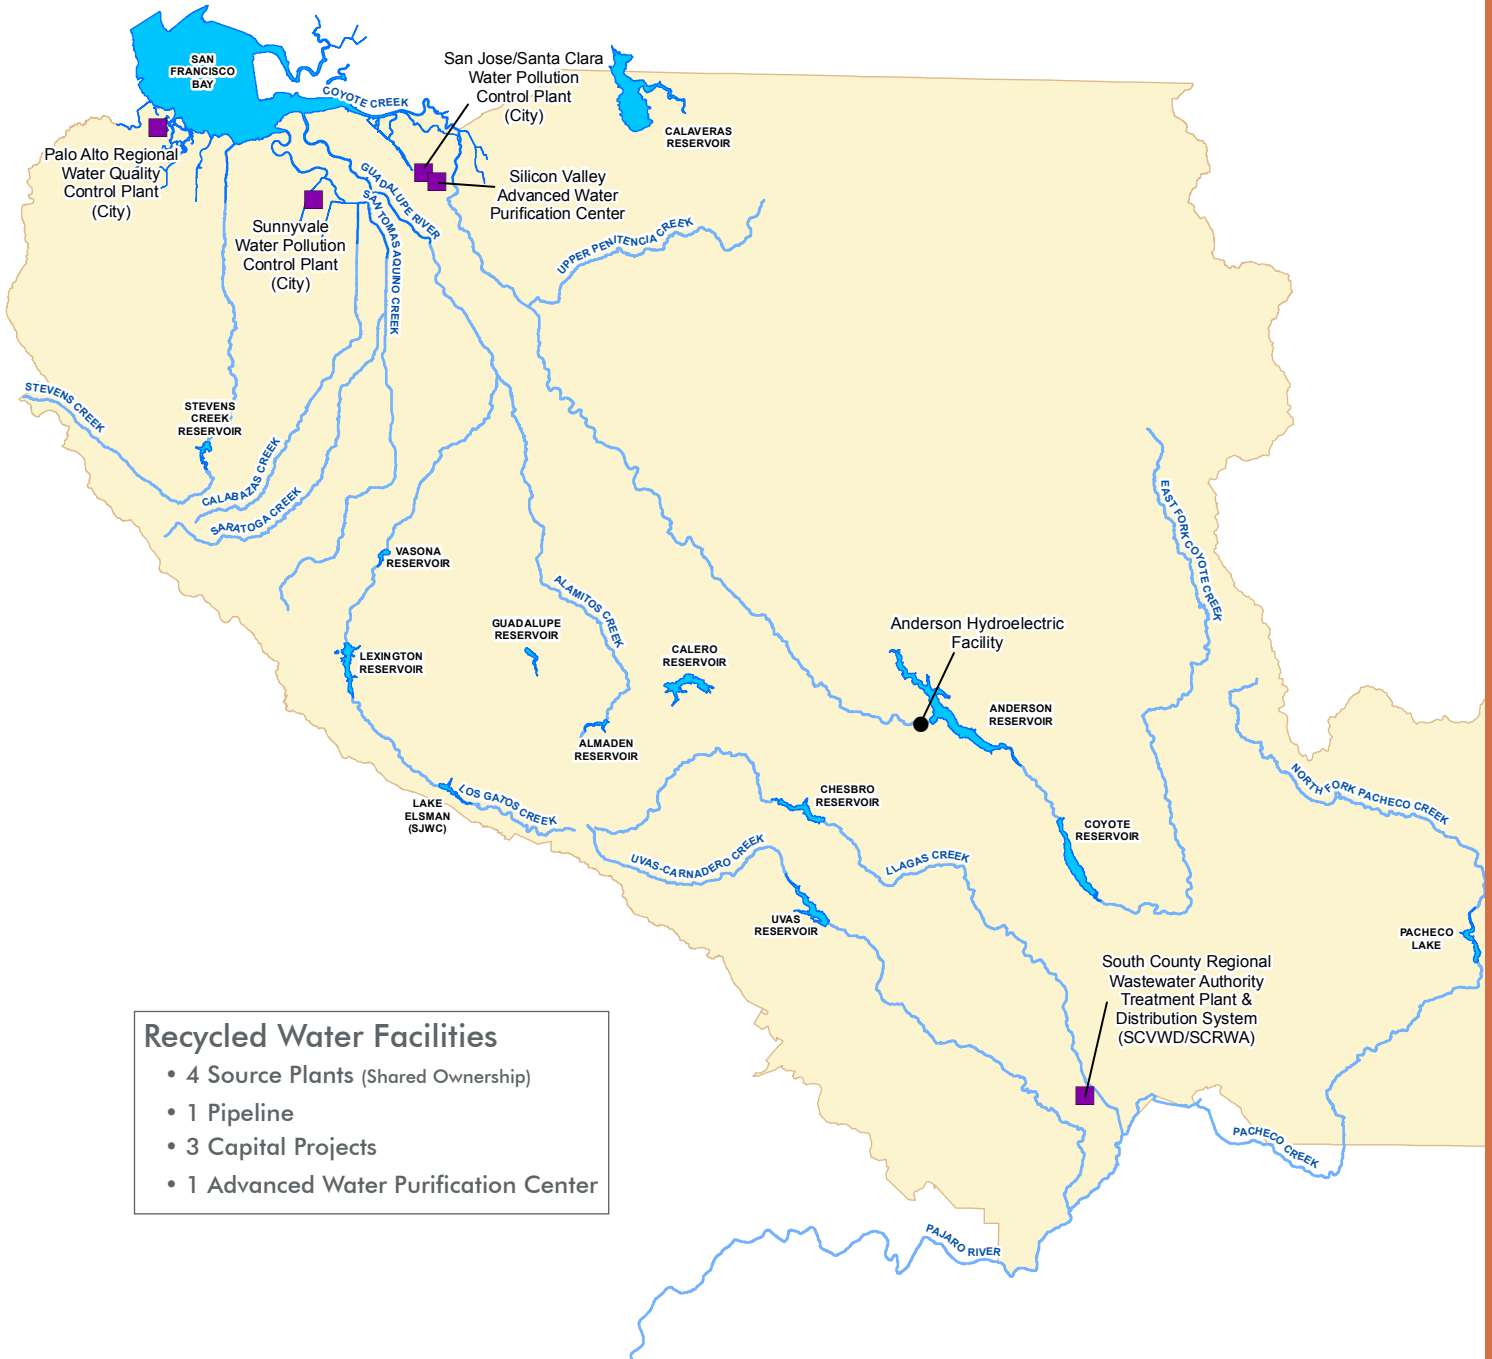 SAN
FRANCISCO
BAY
COYOTE CREEK
San Jose/Santa Clara
Water Pollution
Control Plant
(City)
CALAVERAS
RESERVOIR
Palo Alto Regional
Water Quality
Control Plant
(City)
GUADALUPE RIVER
SAN TOMAS AQUINO CREEK
Silicon Valley
Advanced Water
Purification Center
Sunnyvale
Water Pollution
Control Plant
(City)
UPPER PENITENCIA CREEK
STEVENS CREEK
STEVENS
CREEK
RESERVOIR
CALABAZAS CREEK
SARATOGA CREEK
EAST FORK COYOTE CREEK
VASONA
RESERVOIR
ALAMITOS CREEK
GUADALUPE
RESERVOIR
LEXINGTON
RESERVOIR
CALERO
RESERVOIR
Anderson Hydroelectric
Facility
ANDERSON
RESERVOIR
ALMADEN
RESERVOIR
NORTH FORK PACHECO CREEK
LAKE
ELSMAN
(SJWC)
LOS GATOS CREEK
CHESBRO
RESERVOIR
COYOTE
RESERVOIR
UVAS-CARNADERO CREEK
LLAGAS CREEK
UVAS
RESERVOIR
PACHECO
LAKE
South County Regional
Wastewater Authority
Treatment Plant &
Distribution System
(SCVWD/SCRWA)
Recycled Water Facilities
• 4 Source Plants (Shared Ownership)
• 1 Pipeline
• 3 Capital Projects
• 1 Advanced Water Purification Center
PACHECO CREEK
PAJARO RIVER